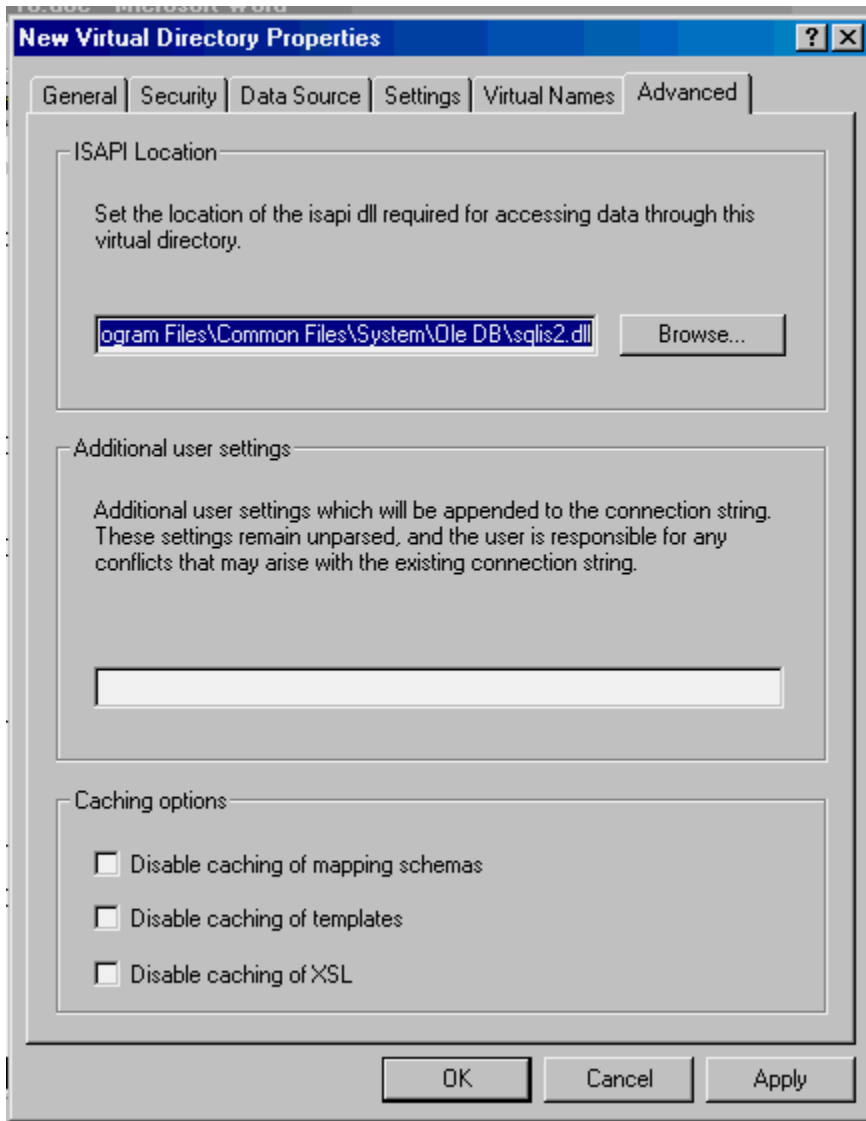 New Virtual Directory Properties
General Security Data Source Settings Virtual Names Advanced
ISAPI Location
Set the location of the isapi dll required for accessing data through this
virtual directory.
ogram Files\Common Files\System\Ole DB\sqlis2.dll Browse...
Additional user settings
Additional user settings which will be appended to the connection string.
These settings remain unparsed, and the user is responsible for any
conflicts that may arise with the existing connection string.
Caching options
Disable caching of mapping schemas
Disable caching of templates
Disable caching of XSL
OK Cancel Apply